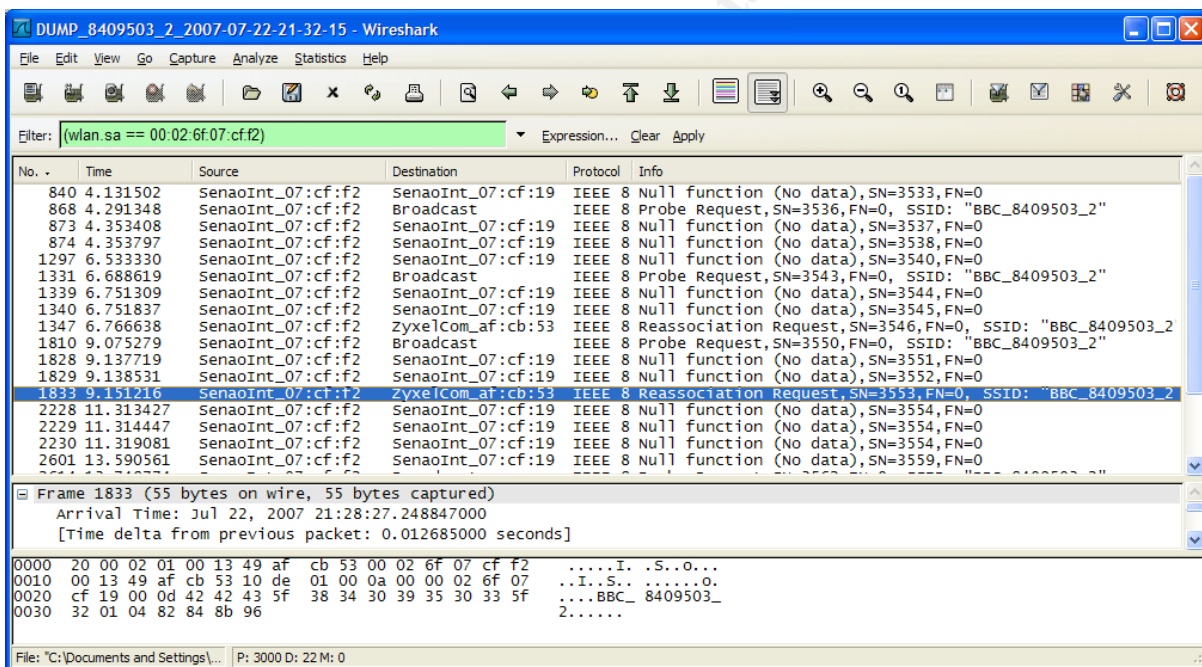 DUMP_8409503_2_2007-07-22-21-32-15 - Wireshark
File Edit View Go Capture Analyze Statistics Help
Filter: (wlan.sa == 00:02:6f:07:cf:f2) Expression... Clear Apply
No. Time Source Destination Protocol Info
840 4.131502 SenaoInt_07:cf:f2 SenaoInt_07:cf:19 IEEE 8 Null function (No data),SN=3533,FN=0
868 4.291348 SenaoInt_07:cf:f2 Broadcast IEEE 8 Probe Request,SN=3536,FN=0, SSID: "BBC_8409503_2"
873 4.353408 SenaoInt_07:cf:f2 SenaoInt_07:cf:19 IEEE 8 Null function (No data),SN=3537,FN=0
874 4.353797 SenaoInt_07:cf:f2 SenaoInt_07:cf:19 IEEE 8 Null function (No data),SN=3538,FN=0
1297 6.533330 SenaoInt_07:cf:f2 SenaoInt_07:cf:19 IEEE 8 Null function (No data),SN=3540,FN=0
1331 6.688619 SenaoInt_07:cf:f2 Broadcast IEEE 8 Probe Request,SN=3543,FN=0, SSID: "BBC_8409503_2"
1339 6.751309 SenaoInt_07:cf:f2 SenaoInt_07:cf:19 IEEE 8 Null function (No data),SN=3544,FN=0
1340 6.751837 SenaoInt_07:cf:f2 SenaoInt_07:cf:19 IEEE 8 Null function (No data),SN=3545,FN=0
1347 6.766638 SenaoInt_07:cf:f2 ZyxelCom_af:cb:53 IEEE 8 Reassociation Request,SN=3546,FN=0, SSID: "BBC_8409503_2"
1810 9.075279 SenaoInt_07:cf:f2 Broadcast IEEE 8 Probe Request,SN=3550,FN=0, SSID: "BBC_8409503_2"
1828 9.137719 SenaoInt_07:cf:f2 SenaoInt_07:cf:19 IEEE 8 Null function (No data),SN=3551,FN=0
1829 9.138531 SenaoInt_07:cf:f2 SenaoInt_07:cf:19 IEEE 8 Null function (No data),SN=3552,FN=0
1833 9.151216 SenaoInt_07:cf:f2 ZyxelCom_af:cb:53 IEEE 8 Reassociation Request,SN=3553,FN=0, SSID: "BBC_8409503_2
2228 11.313427 SenaoInt_07:cf:f2 SenaoInt_07:cf:19 IEEE 8 Null function (No data),SN=3554,FN=0
2229 11.314447 SenaoInt_07:cf:f2 SenaoInt_07:cf:19 IEEE 8 Null function (No data),SN=3554,FN=0
2230 11.319081 SenaoInt_07:cf:f2 SenaoInt_07:cf:19 IEEE 8 Null function (No data),SN=3554,FN=0
2601 13.590561 SenaoInt_07:cf:f2 SenaoInt_07:cf:19 IEEE 8 Null function (No data),SN=3559,FN=0
Frame 1833 (55 bytes on wire, 55 bytes captured)
Arrival Time: Jul 22, 2007 21:28:27.248847000
[Time delta from previous packet: 0.012685000 seconds]
0000 20 00 02 01 00 13 49 af cb 53 00 02 6f 07 cf f2 .....I. .S..o...
0010 00 13 49 af cb 53 10 de 01 00 0a 00 00 02 6f 07 ..I..S.. ......o.
0020 cf 19 00 0d 42 42 43 5f 38 34 30 39 35 30 33 5f ....BBC_ 8409503_
0030 32 01 04 82 84 8b 96 2......
File: "C:\Documents and Settings\... P: 3000 D: 22 M: 0